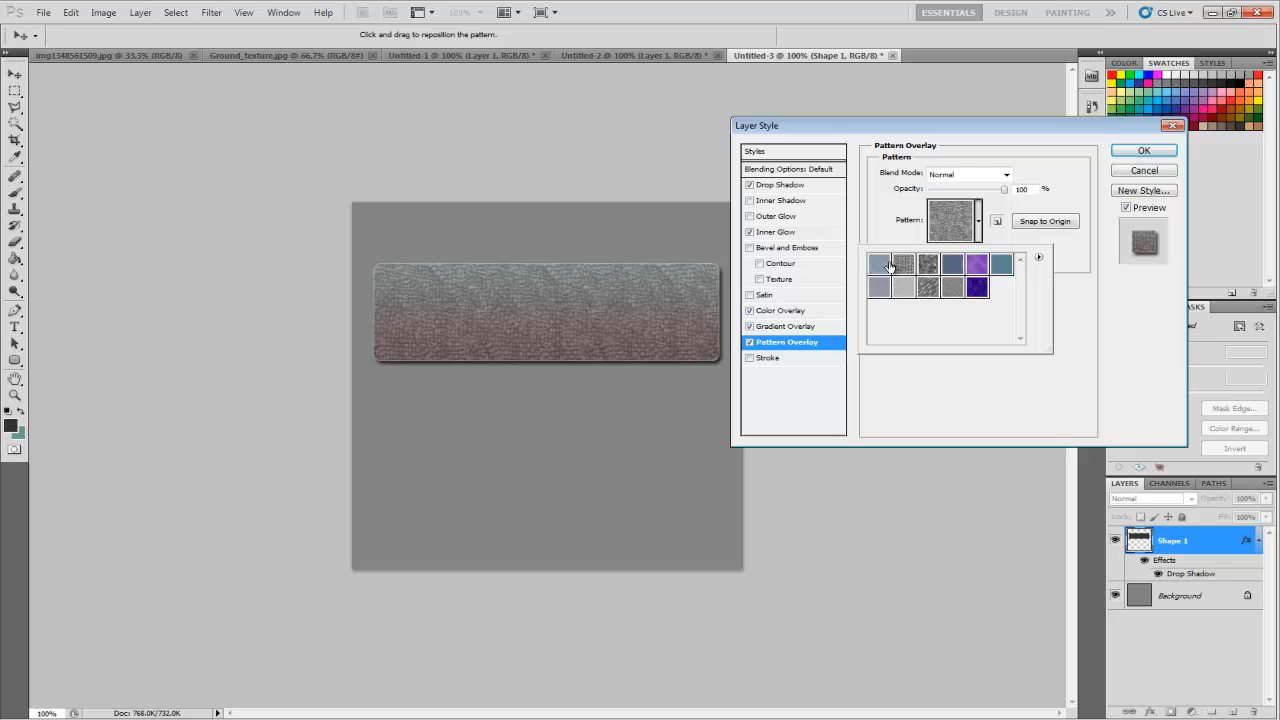 Ps File Edit Image Layer Select Filter View Window Help 100% ESSENTIALS DESIGN PAINTING CS Live
Click and drag to reposition the pattern.
img1348561509.jpg @ 33.3% (RGB/8) Ground_texture.jpg @ 66.7% (RGB/8#) Untitled-1 @ 100% (Layer 1, RGB/8) * Untitled-2 @ 100% (Layer 1, RGB/8) * Untitled-3 @ 100% (Shape 1, RGB/8) *
COLOR SWATCHES STYLES
Layer Style
Styles
Blending Options: Default
Drop Shadow
Inner Shadow
Outer Glow
Inner Glow
Bevel and Emboss
Contour
Texture
Satin
Color Overlay
Gradient Overlay
Pattern Overlay
Stroke
Pattern Overlay
Pattern
Blend Mode: Normal
Opacity: 100 %
Pattern: Snap to Origin
OK
Cancel
New Style...
Preview
ASKS
Mask Edge...
Color Range...
Invert
LAYERS CHANNELS PATHS
Normal Opacity: 100%
Lock: Fill: 100%
Shape 1 fx
Effects
Drop Shadow
Background
100% Doc: 768.0K/732.0K